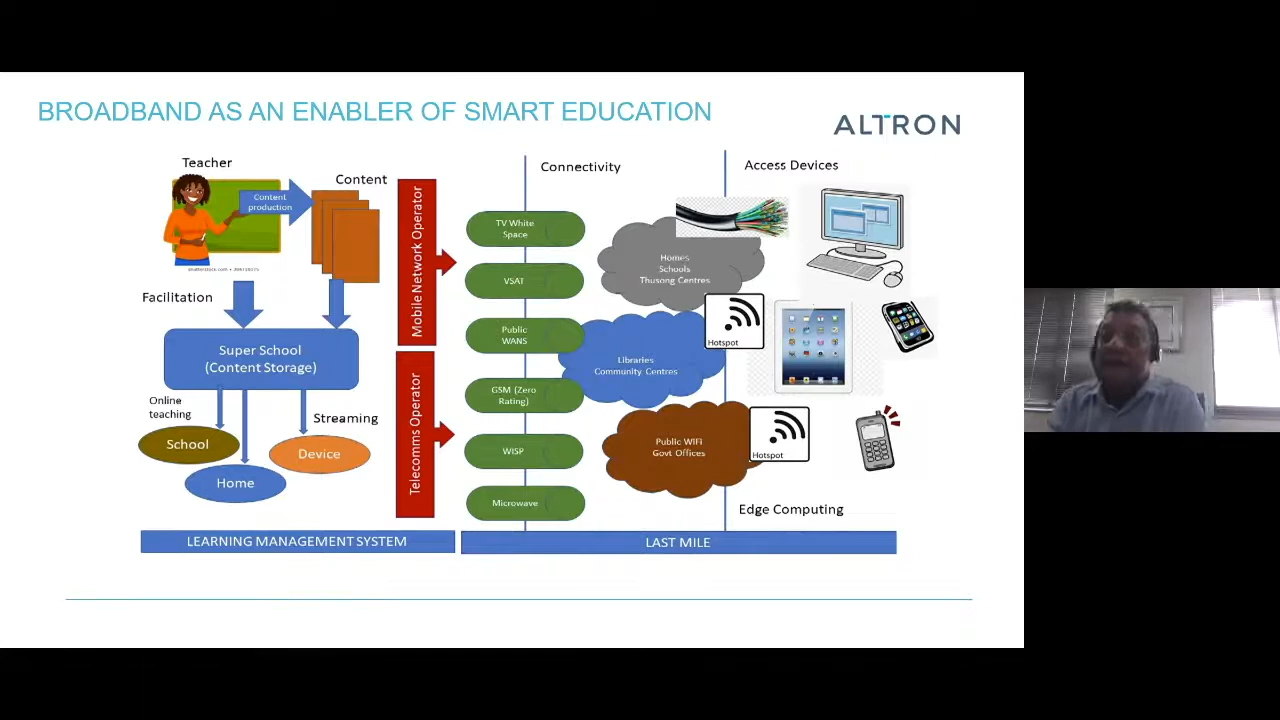 BROADBAND AS AN ENABLER OF SMART EDUCATION
ALTRON
Teacher
Content
production
Content
Facilitation
Super School
(Content Storage)
Online
teaching
Streaming
School
Home
Device
LEARNING MANAGEMENT SYSTEM
Mobile Network Operator
Telecomms Operator
Connectivity
TV White
Space
VSAT
Public
WANS
GSM (Zero
Rating)
WISP
Microwave
Homes
Schools
Thusong Centres
Libraries
Community Centres
Public WIFi
Govt Offices
Hotspot
Hotspot
Access Devices
Edge Computing
LAST MILE